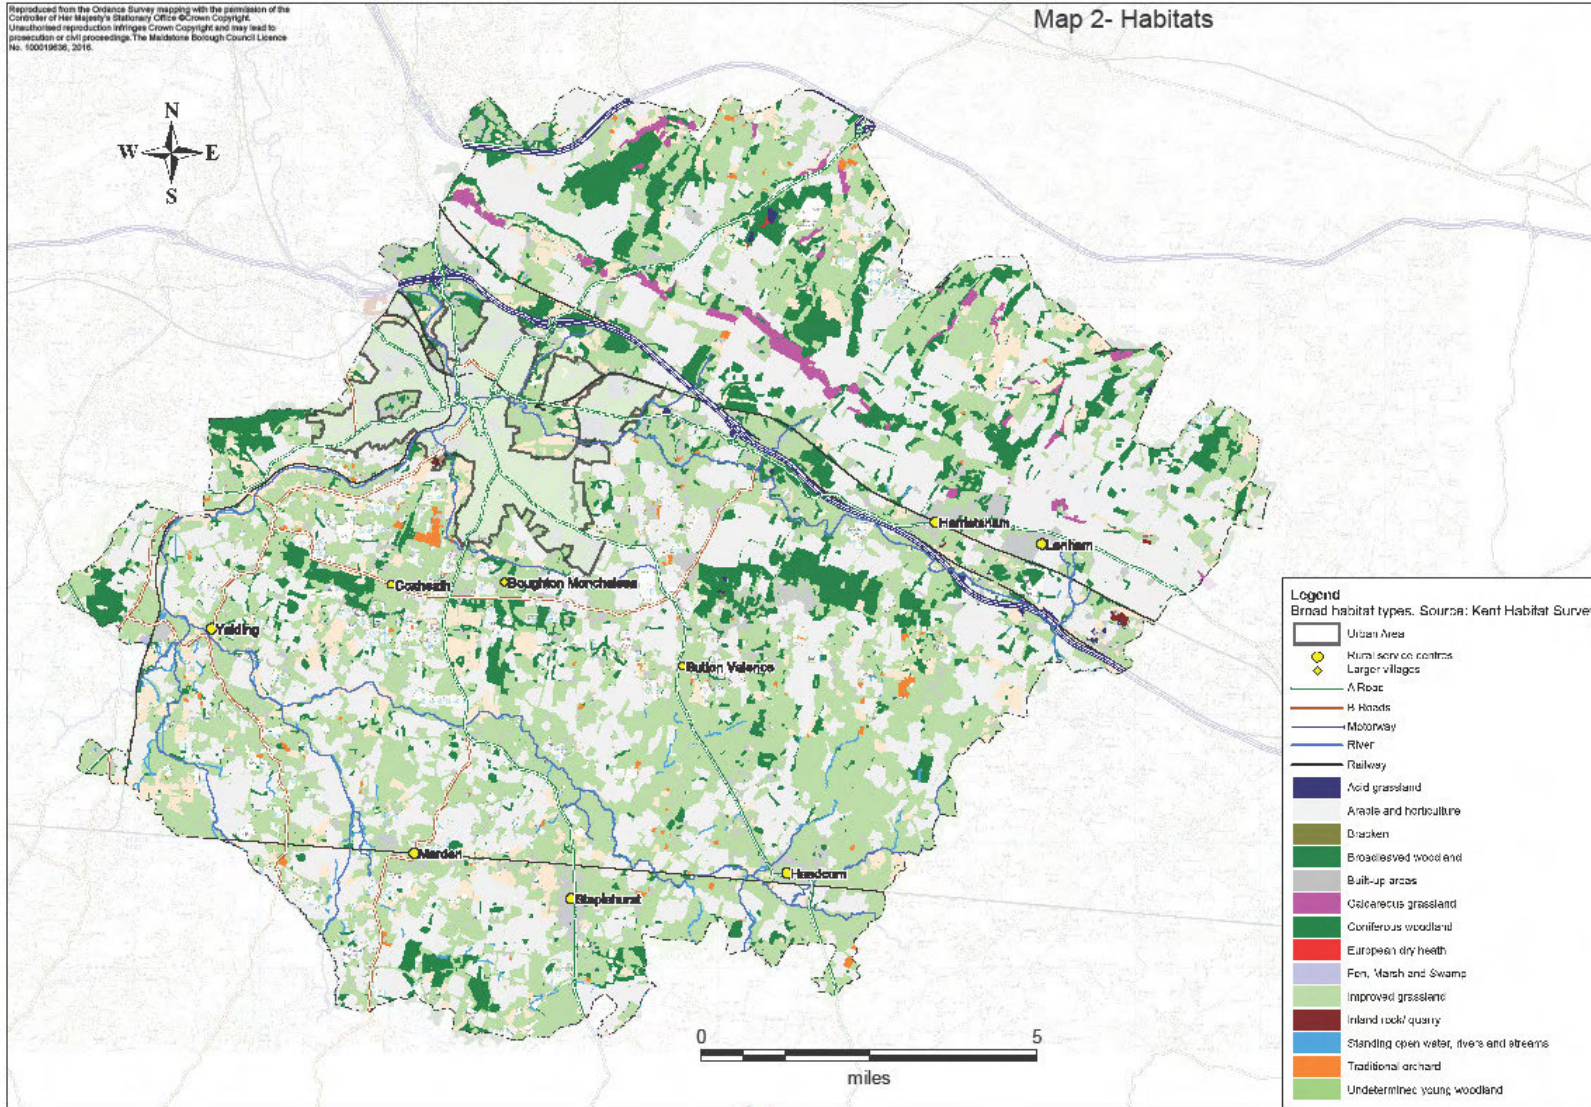 Reproduced from the Ordance Survey mapping with the permission of the
Controller of Her Majesty's Stationary Office ©Crown Copyright.
Unauthorised reproduction infringes Crown Copyright and may lead to
prosecution or civil proceedings. The Maidstone Borough Council Licence
No. 100019636, 2016.
Map 2- Habitats
N
W
E
S
Harrietsham
Lenham
Coxheath
Boughton Monchelsea
Yalding
Sutton Valence
Marden
Headcorn
Staplehurst
0
5
miles
Legend
Broad habitat types. Source: Kent Habitat Survey
Urban Area
Rural service centres
Larger villages
A Road
B Roads
Motorway
River
Railway
Acid grassland
Arable and horticulture
Bracken
Broadleaved woodland
Built-up areas
Calcareous grassland
Coniferous woodland
European dry heath
Fen, Marsh and Swamp
Improved grassland
Inland rock/ quarry
Standing open water, rivers and streams
Traditional orchard
Undetermined young woodland